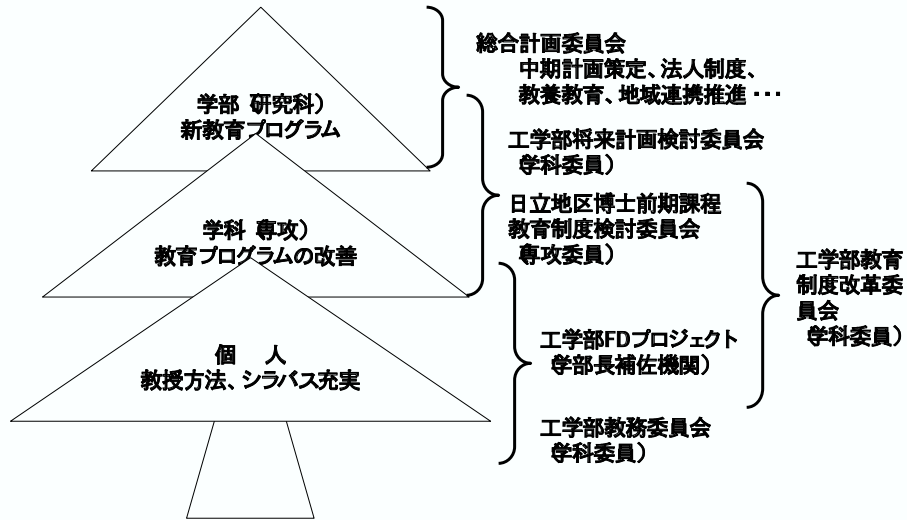 学部 研究科)
新教育プログラム
学科 専攻)
教育プログラムの改善
個 人
教授方法、シラバス充実
総合計画委員会
中期計画策定、法人制度、
教養教育、地域連携推進・・・
工学部将来計画検討委員会
学科委員)
日立地区博士前期課程
教育制度検討委員会
専攻委員)
工学部FDプロジェクト
学部長補佐機関)
工学部教務委員会
学科委員)
工学部教育
制度改革委
員会
学科委員)